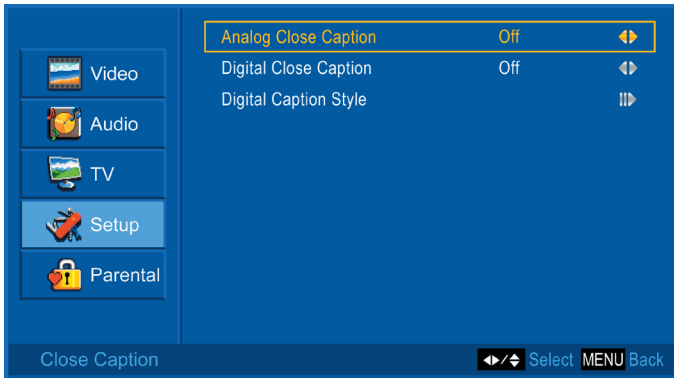 Analog Close Caption Off
Digital Close Caption Off
Digital Caption Style
Video
Audio
TV
Setup
Parental
Close Caption
Select MENU Back